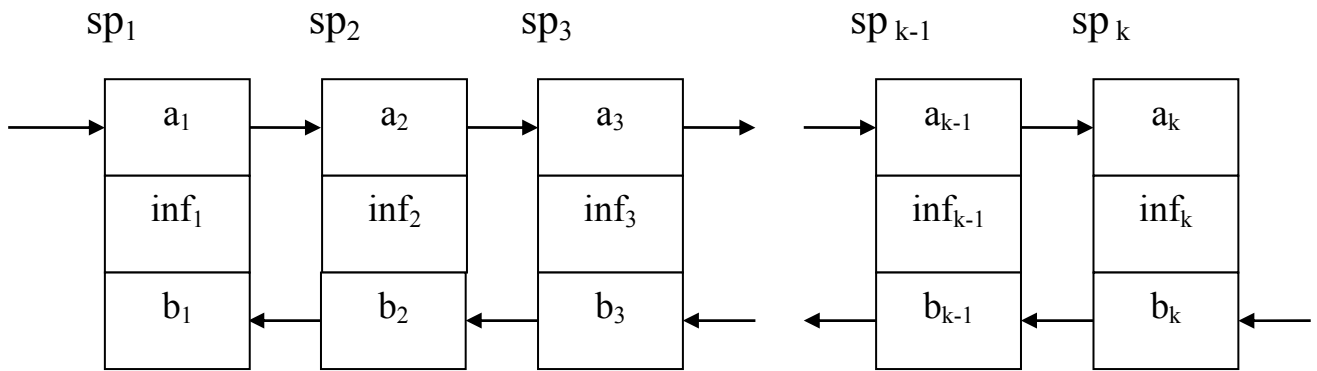 sp₁ sp₂ sp₃ sp ₖ₋₁ sp ₖ
a₁ a₂ a₃ aₖ₋₁ aₖ
inf₁ inf₂ inf₃ infₖ₋₁ infₖ
b₁ b₂ b₃ bₖ₋₁ bₖ